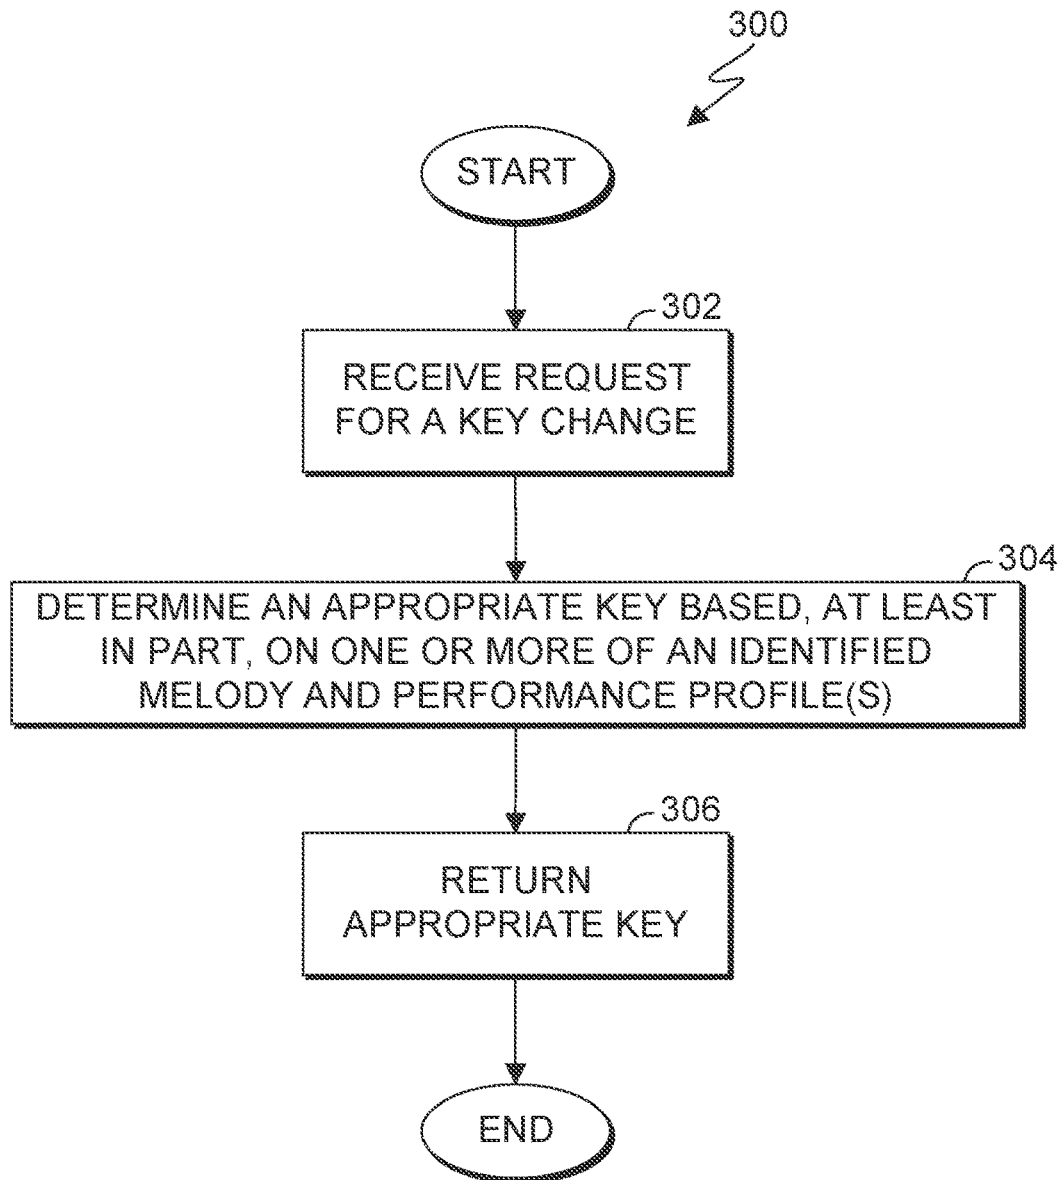 300
START
302
RECEIVE REQUEST
FOR A KEY CHANGE
304
DETERMINE AN APPROPRIATE KEY BASED, AT LEAST
IN PART, ON ONE OR MORE OF AN IDENTIFIED
MELODY AND PERFORMANCE PROFILE(S)
306
RETURN
APPROPRIATE KEY
END